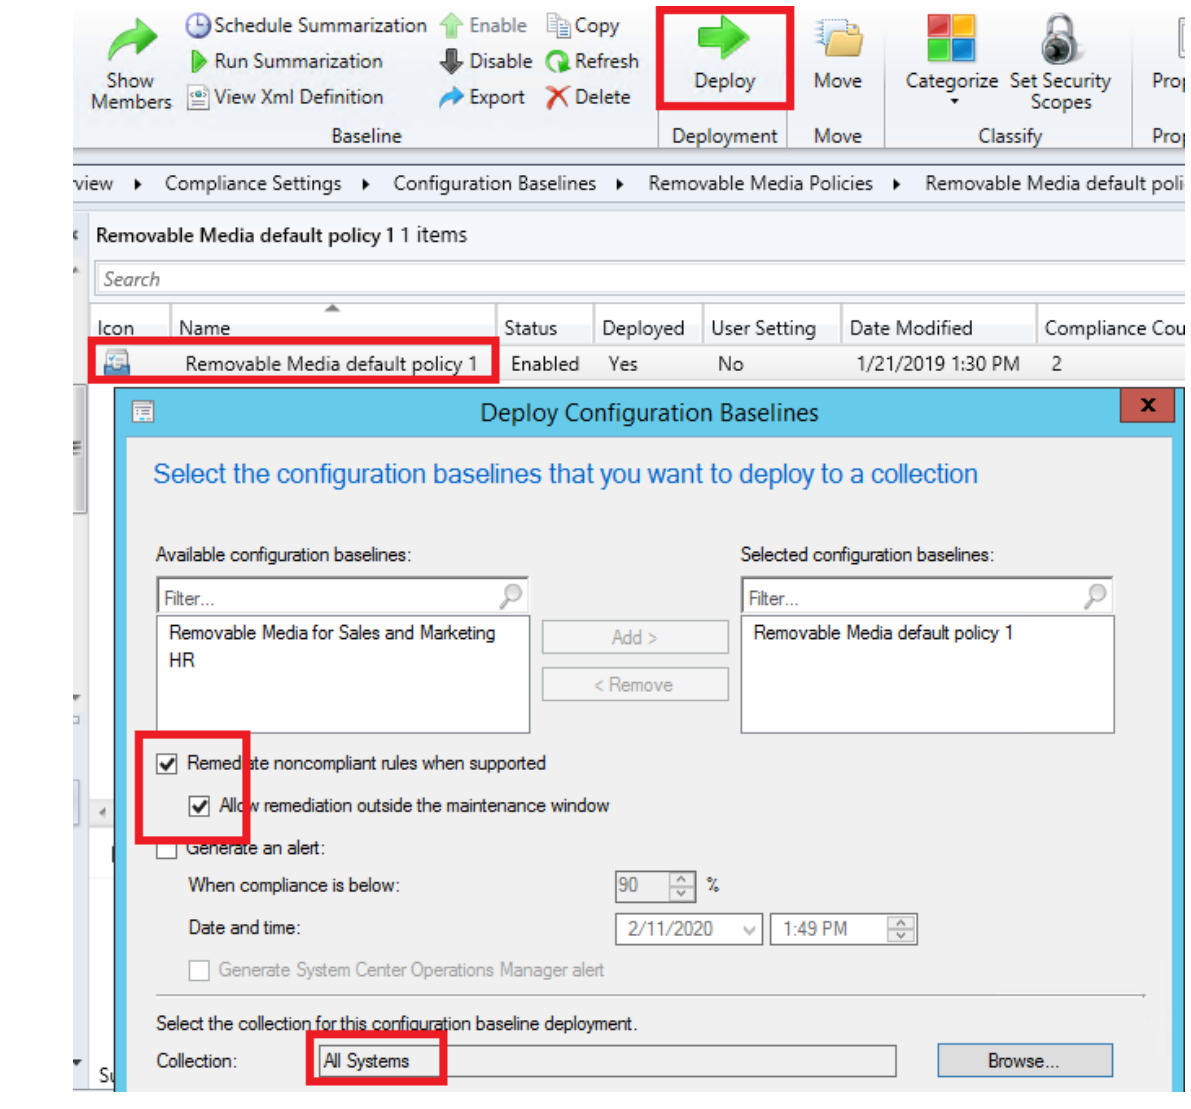 Schedule Summarization Enable Copy
Run Summarization Disable Refresh Deploy Move Categorize Set Security
Show
Members View Xml Definition Export Delete Scopes
Baseline Deployment Move Classify
Compliance Settings Configuration Baselines Removable Media Policies Removable Media default
Removable Media default policy 1 1 items
Search
Icon Name Status Deployed User Setting Date Modified Compliance
Removable Media default policy 1 Enabled Yes No 1/21/2019 1:30 PM 2
Deploy Configuration Baselines x
Select the configuration baselines that you want to deploy to a collection
Available configuration baselines: Selected configuration baselines:
Filter... Filter...
Removable Media for Sales and Marketing Add > Removable Media default policy 1
HR
< Remove
Remediate noncompliant rules when supported
Allow remediation outside the maintenance window
Generate an alert:
When compliance is below: 90 %
Date and time: 2/11/2020 1:49 PM
Generate System Center Operations Manager alert
Select the collection for this configuration baseline deployment.
Collection: All Systems Browse...